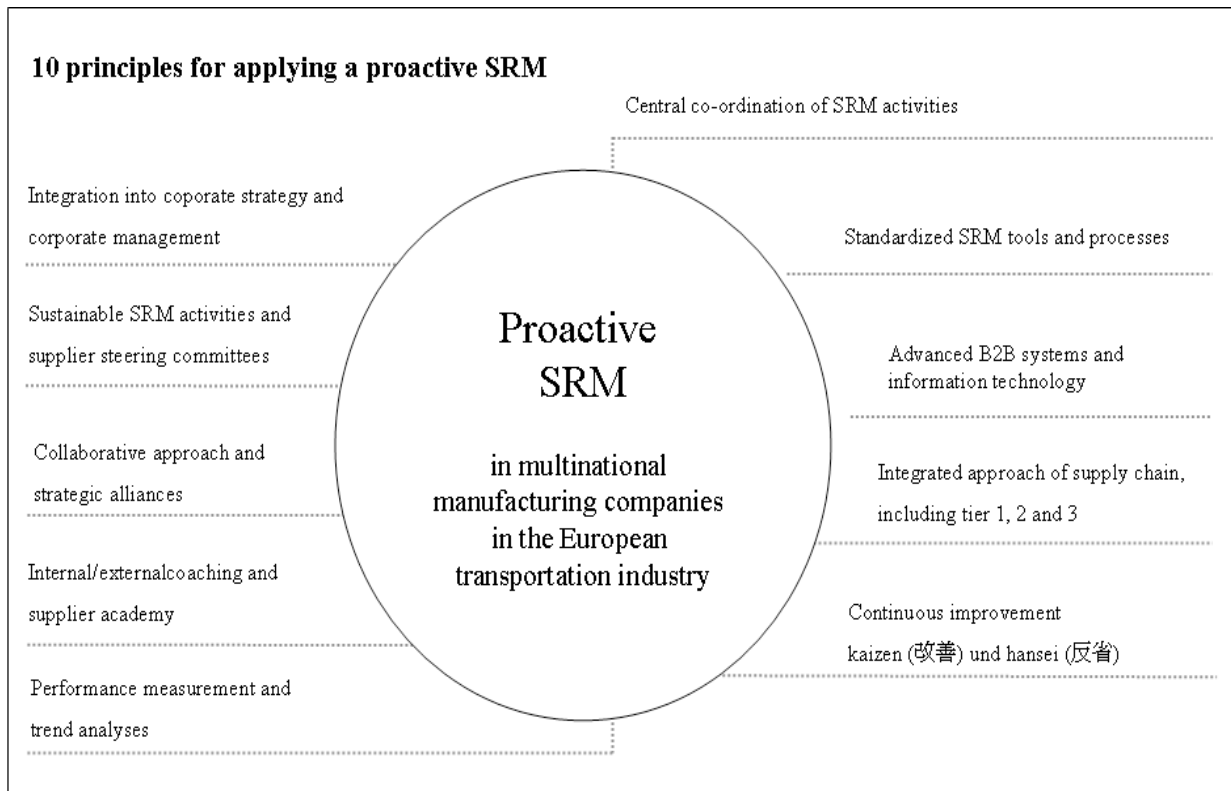 10 principles for applying a proactive SRM
Central co-ordination of SRM activities
Integration into coporate strategy and
corporate management
Standardized SRM tools and processes
Sustainable SRM activities and
supplier steering committees
Advanced B2B systems and
information technology
Collaborative approach and
strategic alliances
Integrated approach of supply chain,
including tier 1, 2 and 3
Internal/externalcoaching and
supplier academy
Continuous improvement
kaizen (改善) und hansei (反省)
Performance measurement and
trend analyses
Proactive
SRM
in multinational
manufacturing companies
in the European
transportation industry